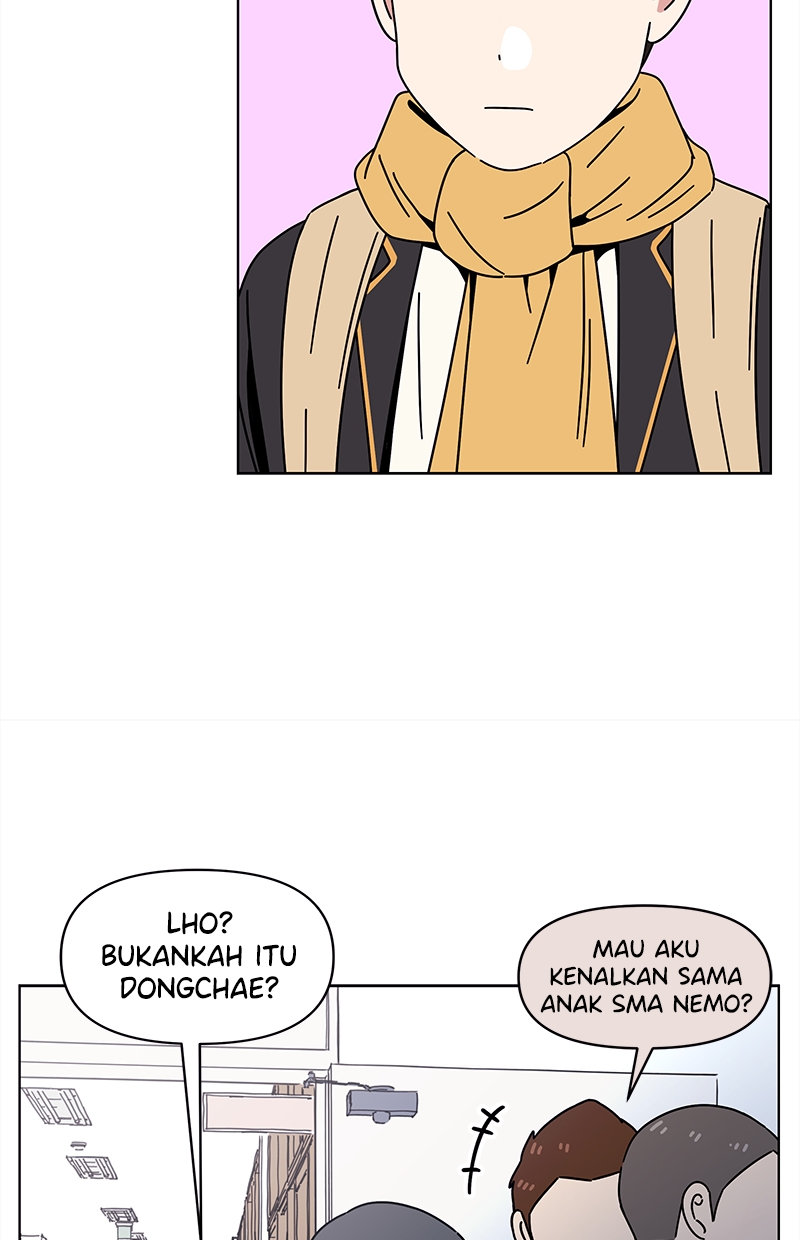 LHO?
BUKANKAH ITU
DONGCHAE?
MAU AKU
KENALKAN SAMA
ANAK SMA NEMO?